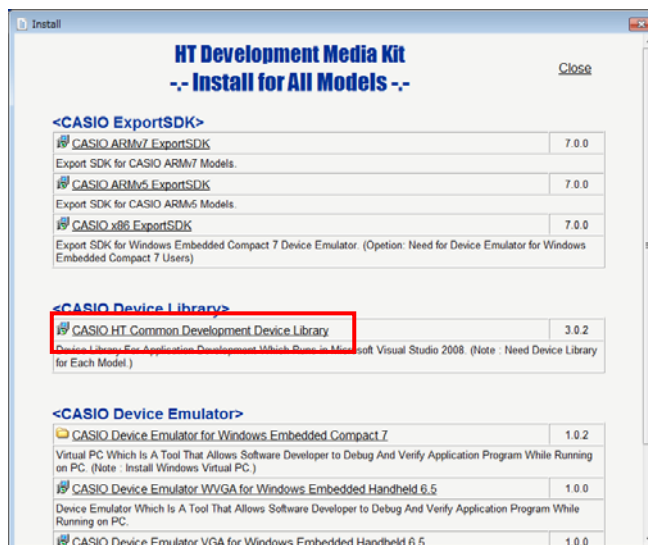 Install
HT Development Media Kit
-.- Install for All Models -.-
Close
<CASIO ExportSDK>
CASIO ARMv7 ExportSDK 7.0.0
Export SDK for CASIO ARMv7 Models.
CASIO ARMv5 ExportSDK 7.0.0
Export SDK for CASIO ARMv5 Models.
CASIO x86 ExportSDK 7.0.0
Export SDK for Windows Embedded Compact 7 Device Emulator. (Opetion: Need for Device Emulator for Windows
Embedded Compact 7 Users)
<CASIO Device Library>
CASIO HT Common Development Device Library 3.0.2
Device Library For Application Development Which Runs in Microsoft Visual Studio 2008. (Note : Need Device Library
for Each Model.)
<CASIO Device Emulator>
CASIO Device Emulator for Windows Embedded Compact 7 1.0.2
Virtual PC Which Is A Tool That Allows Software Developer to Debug And Verify Application Program While Running
on PC. (Note : Install Windows Virtual PC.)
CASIO Device Emulator WVGA for Windows Embedded Handheld 6.5 1.0.0
Device Emulator Which Is A Tool That Allows Software Developer to Debug And Verify Application Program While
Running on PC.
CASIO Device Emulator VGA for Windows Embedded Handheld 6.5 1.0.0